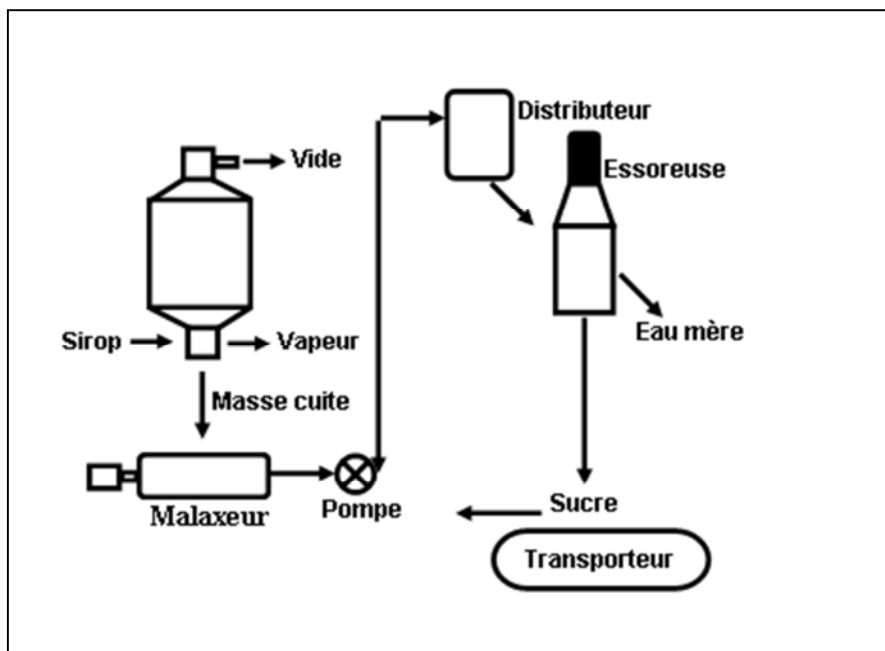 Distributeur
Vide
Essoreuse
Sirop
Vapeur
Eau mère
Masse cuite
Malaxeur
Pompe
Sucre
Transporteur